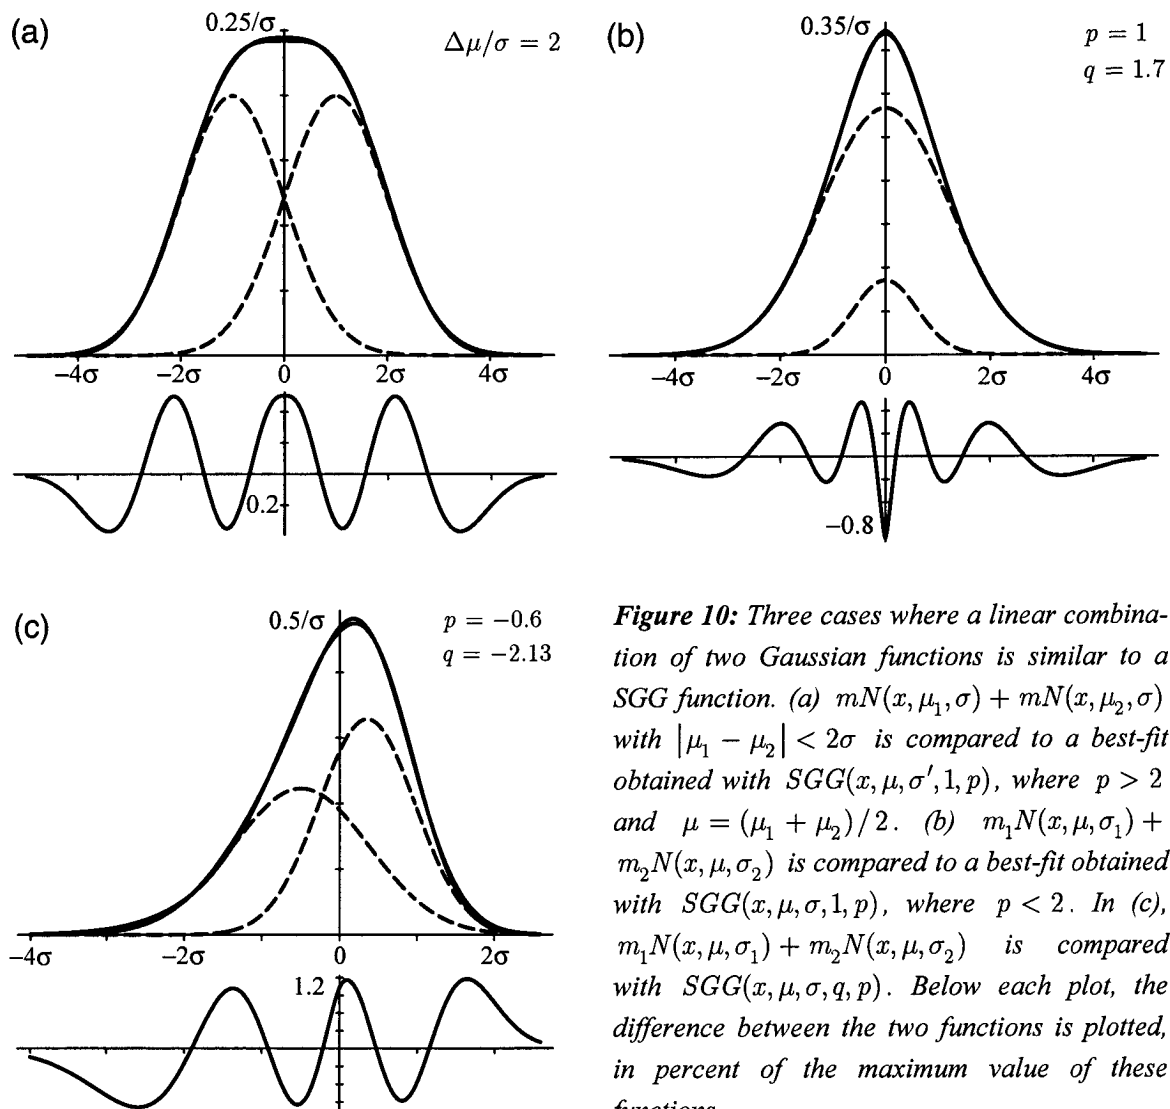 (a)
0.25/σ
Δμ/σ = 2
−4σ −2σ 0 2σ 4σ
0.2
(b)
0.35/σ
p = 1
q = 1.7
−4σ −2σ 0 2σ 4σ
−0.8
(c)
0.5/σ
p = −0.6
q = −2.13
−4σ −2σ 0 2σ
1.2
Figure 10: Three cases where a linear combina-
tion of two Gaussian functions is similar to a
SGG function. (a) mN(x, μ₁, σ) + mN(x, μ₂, σ)
with |μ₁ − μ₂| < 2σ is compared to a best-fit
obtained with SGG(x, μ, σ′, 1, p), where p > 2
and μ = (μ₁ + μ₂)/2. (b) m₁N(x, μ, σ₁) +
m₂N(x, μ, σ₂) is compared to a best-fit obtained
with SGG(x, μ, σ, 1, p), where p < 2. In (c),
m₁N(x, μ, σ₁) + m₂N(x, μ, σ₂) is compared
with SGG(x, μ, σ, q, p). Below each plot, the
difference between the two functions is plotted,
in percent of the maximum value of these